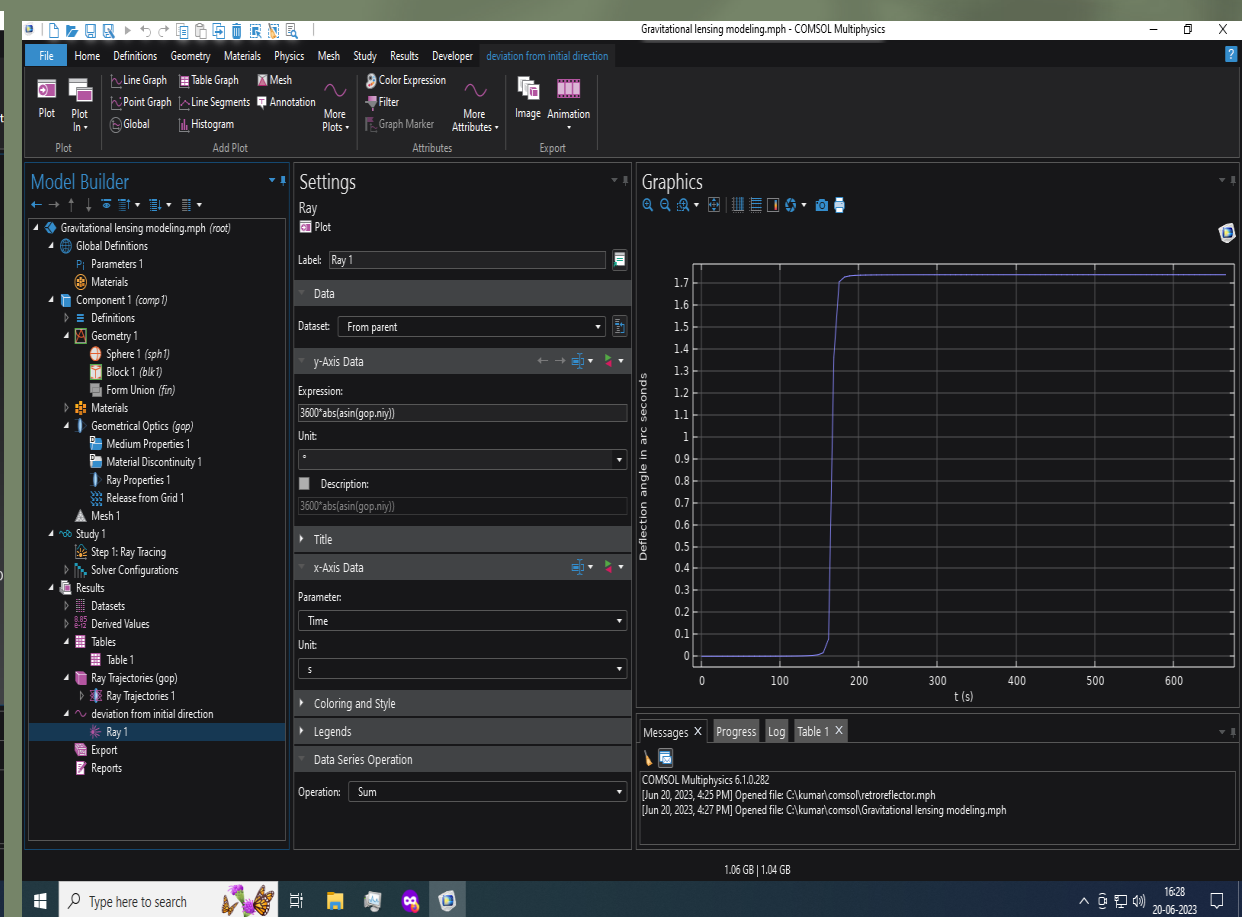 Gravitational lensing modeling.mph - COMSOL Multiphysics
File Home Definitions Geometry Materials Physics Mesh Study Results Developer deviation from initial direction
?
Plot
Plot In
Line Graph Table Graph Mesh
Point Graph Line Segments Annotation
Global Histogram
More Plots
Color Expression
Filter
Graph Marker
More Attributes
Image Animation
Plot Add Plot Attributes Export
Model Builder
Gravitational lensing modeling.mph (root)
Global Definitions
Pi Parameters 1
Materials
Component 1 (comp1)
Definitions
Geometry 1
Sphere 1 (sph1)
Block 1 (blk1)
Form Union (fin)
Materials
Geometrical Optics (gop)
Medium Properties 1
Material Discontinuity 1
Ray Properties 1
Release from Grid 1
Mesh 1
Study 1
Step 1: Ray Tracing
Solver Configurations
Results
Datasets
8.85 e-12 Derived Values
Tables
Table 1
Ray Trajectories (gop)
Ray Trajectories 1
deviation from initial direction
Ray 1
Export
Reports
Settings
Ray
Plot
Label: Ray 1
Data
Dataset: From parent
y-Axis Data
Expression:
3600*abs(asin(gop.niy))
Unit:
°
Description:
3600*abs(asin(gop.niy))
Title
x-Axis Data
Parameter:
Time
Unit:
s
Coloring and Style
Legends
Data Series Operation
Operation: Sum
Graphics
Deflection angle in arc seconds
1.7
1.6
1.5
1.4
1.3
1.2
1.1
1
0.9
0.8
0.7
0.6
0.5
0.4
0.3
0.2
0.1
0
0 100 200 300 400 500 600
t (s)
Messages X Progress Log Table 1 X
COMSOL Multiphysics 6.1.0.282
[Jun 20, 2023, 4:25 PM] Opened file: C:\kumar\comsol\retroreflector.mph
[Jun 20, 2023, 4:27 PM] Opened file: C:\kumar\comsol\Gravitational lensing modeling.mph
1.06 GB | 1.04 GB
Type here to search
16:28
20-06-2023